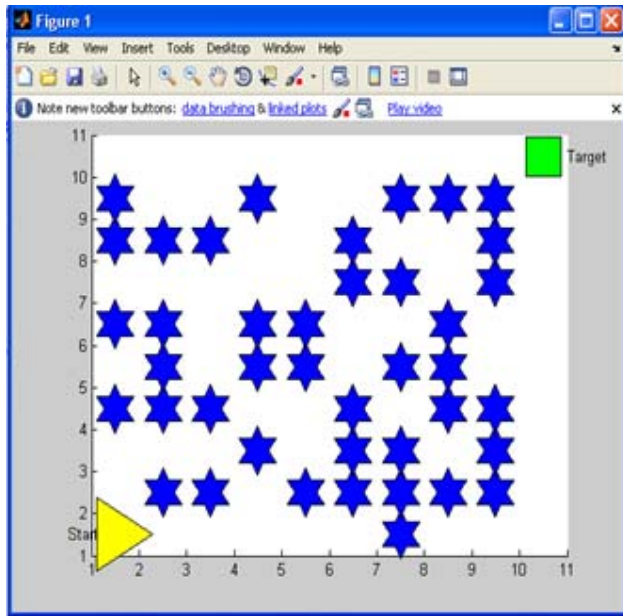 Figure 1
File Edit View Insert Tools Desktop Window Help
Note new toolbar buttons: data brushing & linked plots Play video
11
10
9
8
7
6
5
4
3
2
1
Target
Start
1 2 3 4 5 6 7 8 9 10 11